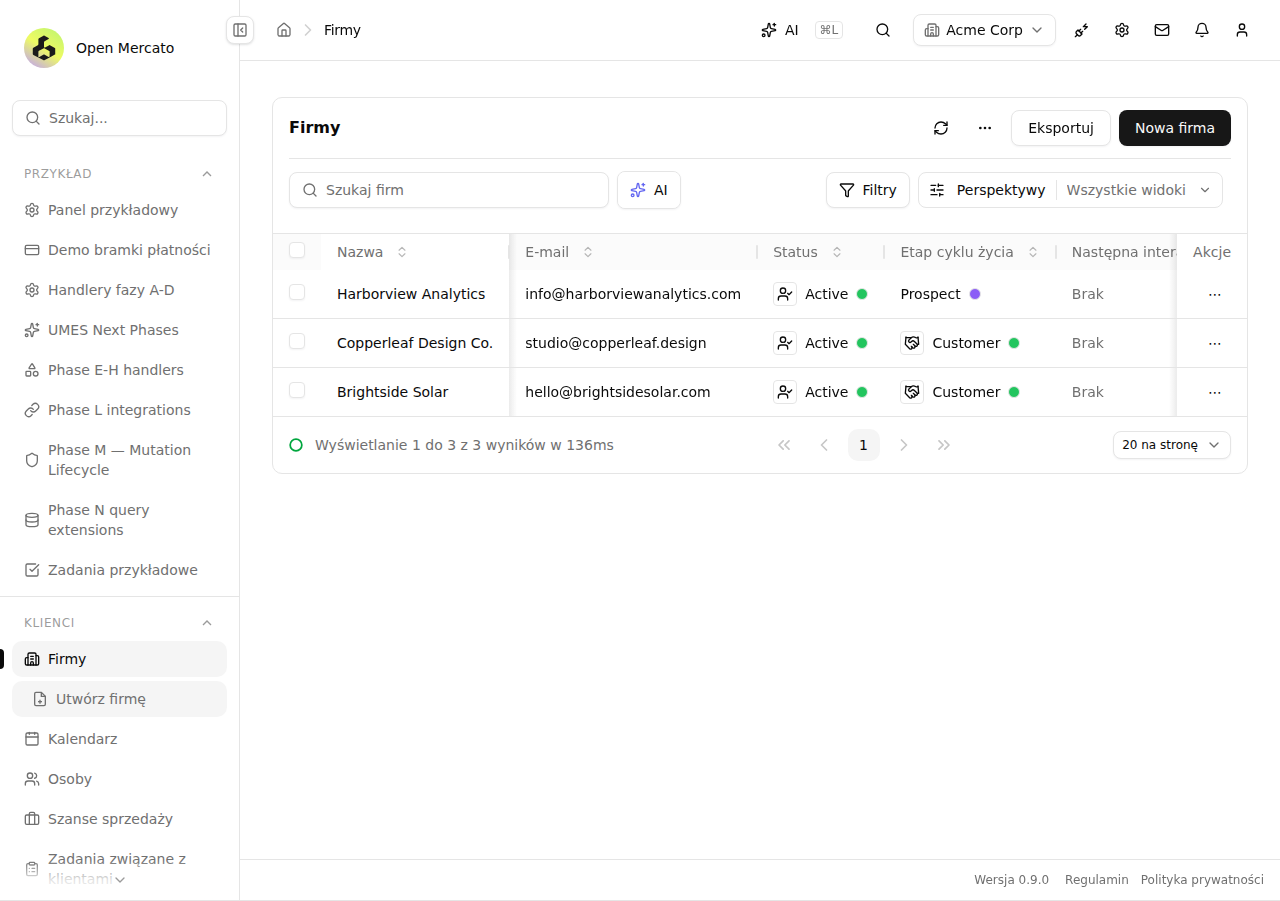 Open Mercato
Szukaj...
PRZYKŁAD
Panel przykładowy
Demo bramki płatności
Handlery fazy A-D
UMES Next Phases
Phase E-H handlers
Phase L integrations
Phase M — Mutation
Lifecycle
Phase N query
extensions
Zadania przykładowe
KLIENCI
Firmy
Utwórz firmę
Kalendarz
Osoby
Szanse sprzedaży
Zadania związane z
klientami
Firmy
AI ⌘L
Acme Corp
Firmy
Eksportuj
Nowa firma
Szukaj firm
AI
Filtry
Perspektywy Wszystkie widoki
Nazwa E-mail Status Etap cyklu życia Następna inter Akcje
Harborview Analytics info@harborviewanalytics.com Active Prospect Brak
Copperleaf Design Co. studio@copperleaf.design Active Customer Brak
Brightside Solar hello@brightsidesolar.com Active Customer Brak
Wyświetlanie 1 do 3 z 3 wyników w 136ms
1
20 na stronę
Wersja 0.9.0 Regulamin Polityka prywatności